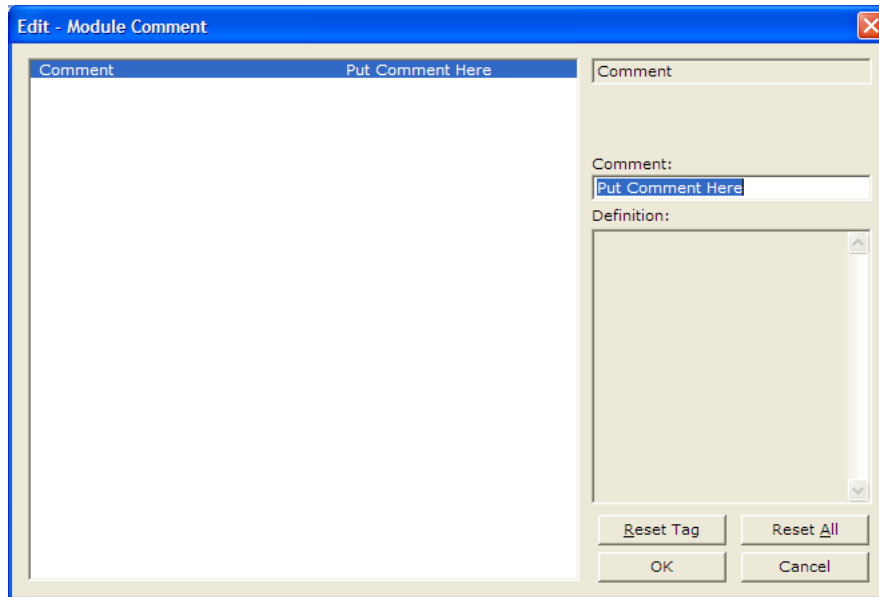 Edit - Module Comment
Comment Put Comment Here
Comment
Comment:
Put Comment Here
Definition:
Reset Tag Reset All
OK Cancel